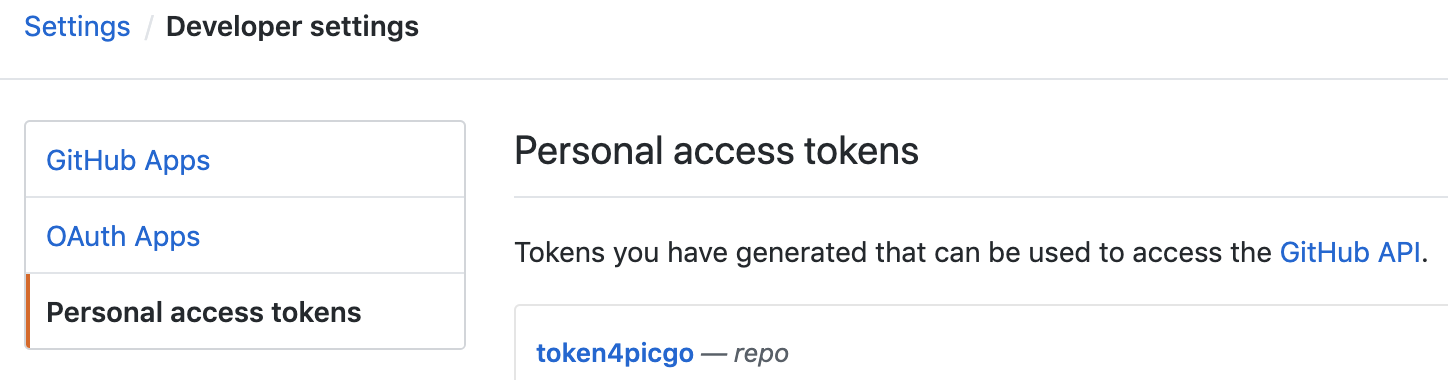 Settings / Developer settings
GitHub Apps
OAuth Apps
Personal access tokens
Personal access tokens
Tokens you have generated that can be used to access the GitHub API.
token4picgo — repo